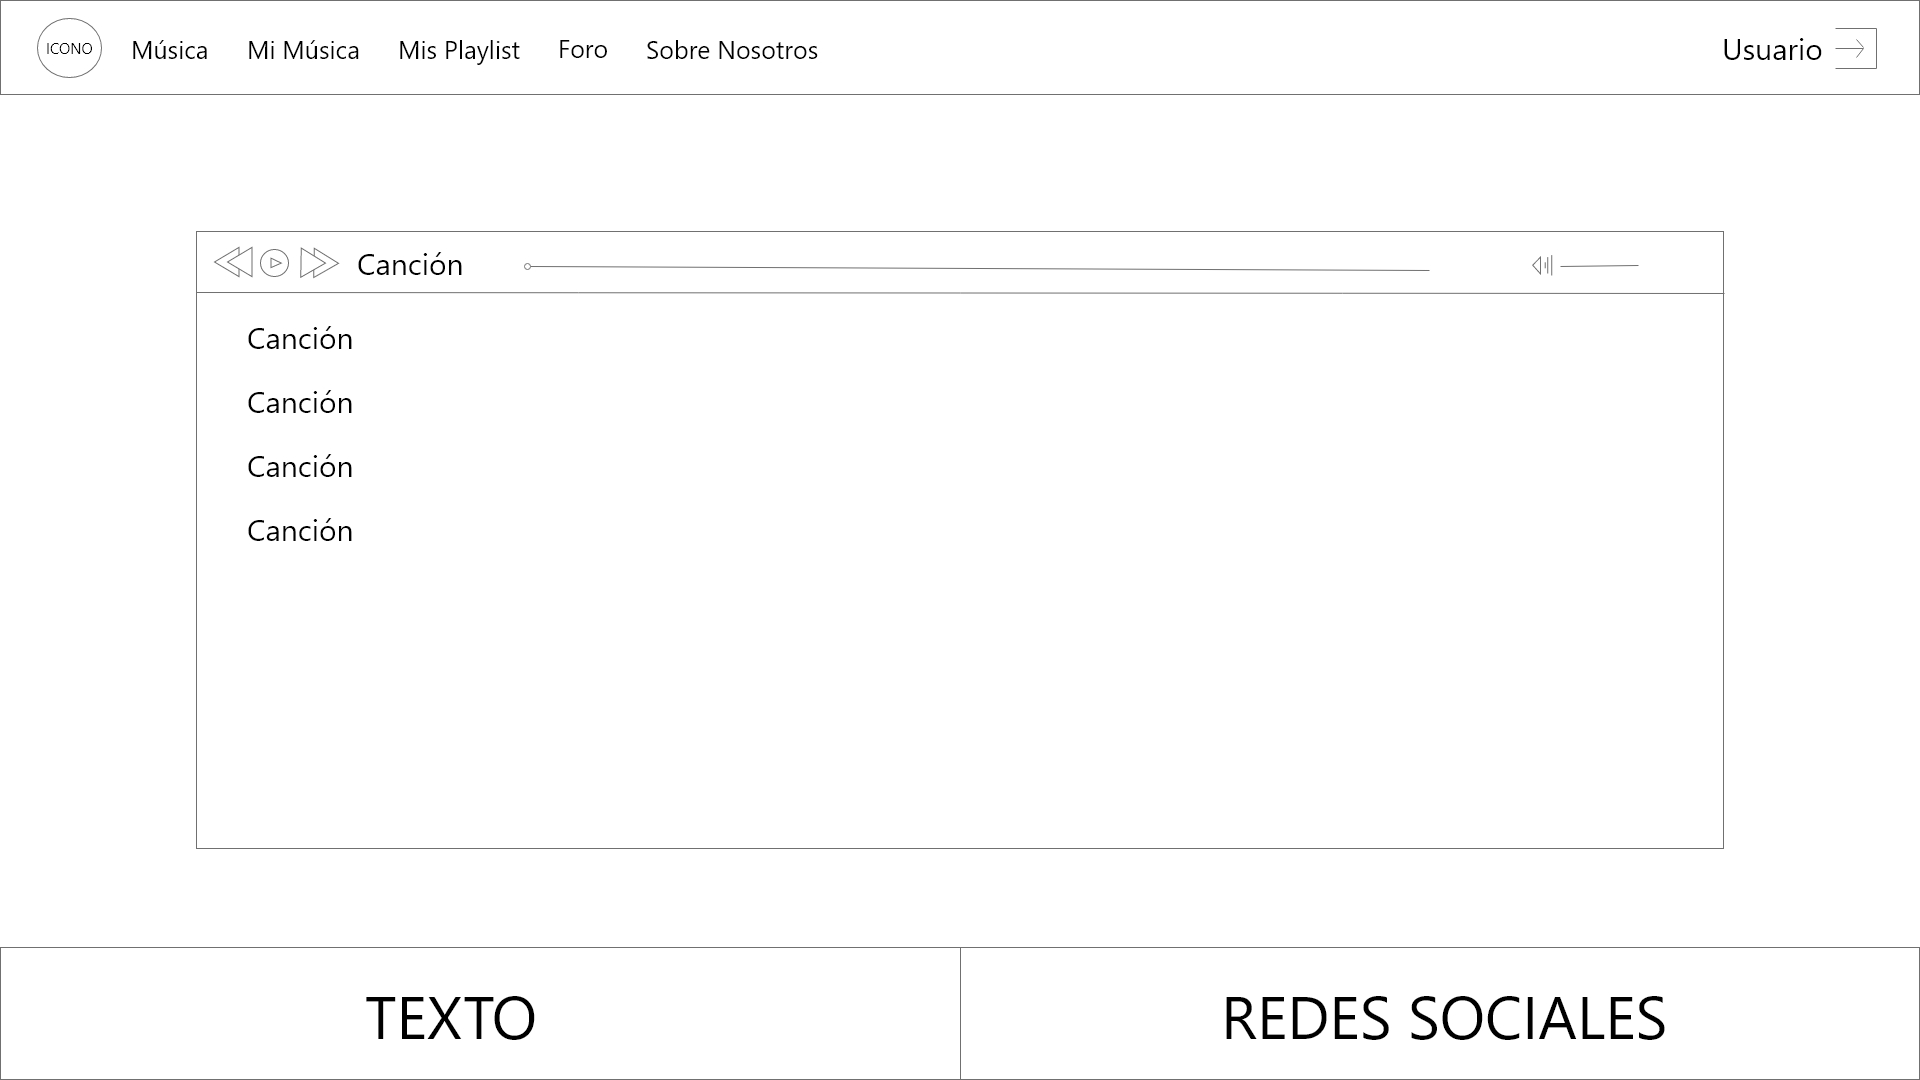 ICONO Música Mi Música Mis Playlist Foro Sobre Nosotros Usuario
Canción
Canción
Canción
Canción
Canción
TEXTO REDES SOCIALES